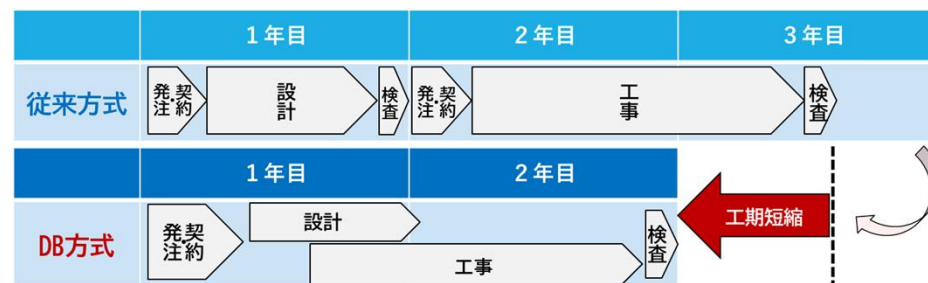 1年目 2年目 3年目
従来方式 発注・契約 設計 検査 発注・契約 工事 検査
1年目 2年目
DB方式 発注・契約 設計 工事 検査
工期短縮